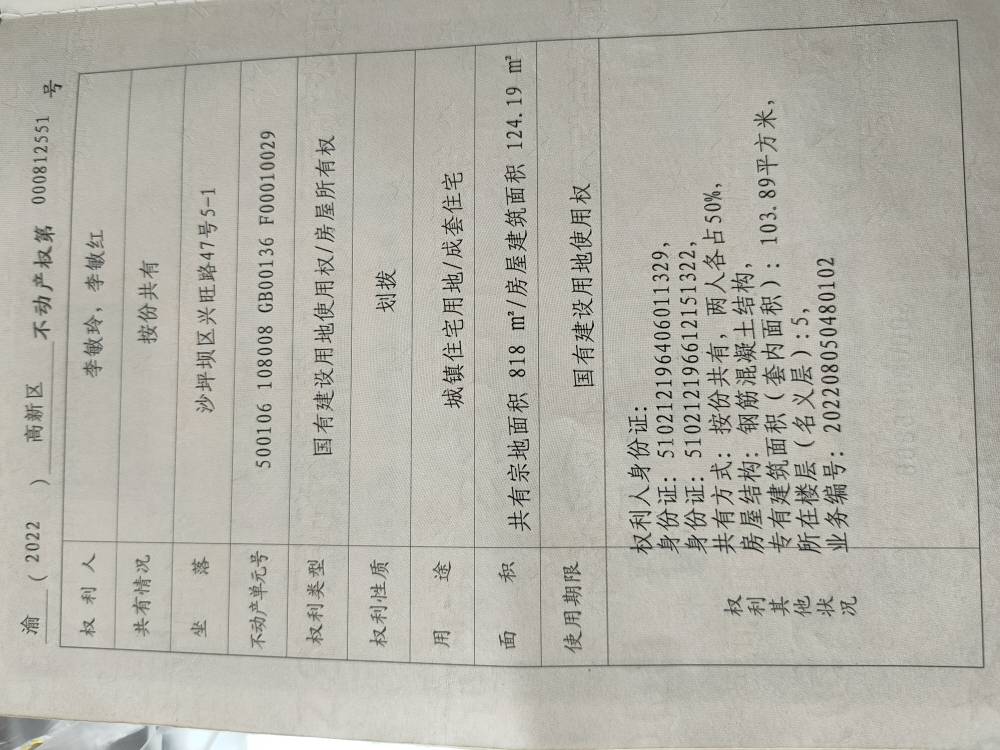 渝 (2022) 高新区 不动产权第 000812551 号
权利人 李敏玲，李敏红
共有情况 按份共有
坐落 沙坪坝区兴旺路47号5-1
不动产单元号 500106 108008 GB00136 F00010029
权利类型 国有建设用地使用权/房屋所有权
权利性质 划拨
用途 城镇住宅用地/成套住宅
面积 共有宗地面积 818 ㎡/房屋建筑面积 124.19 ㎡
使用期限 国有建设用地使用权
权利其他状况
权利人身份证：
身份证：510212196406011329，
身份证：510212196612151322，
共有方式：按份共有，两人各占50%，
房屋结构：钢筋混凝土结构，
专有建筑面积（套内面积）：103.89平方米，
所在楼层（名义层）:5，
业务编号：202208050480102